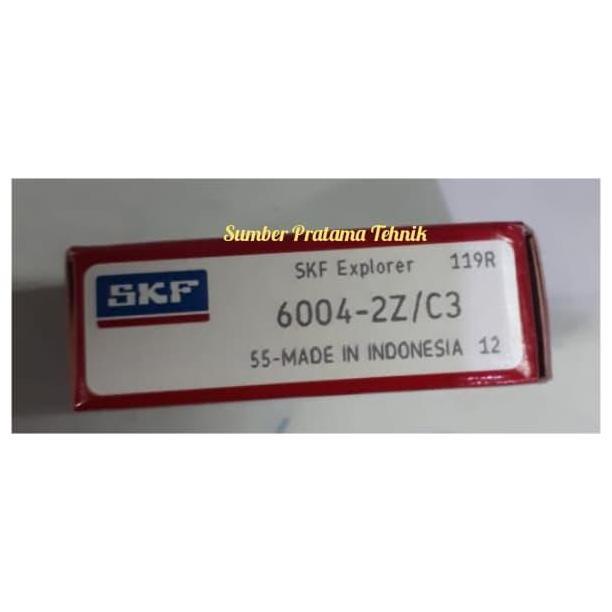 Sumber Pratama Tehnik
SKF
SKF Explorer 119R
6004-2Z/C3
55-MADE IN INDONESIA 12